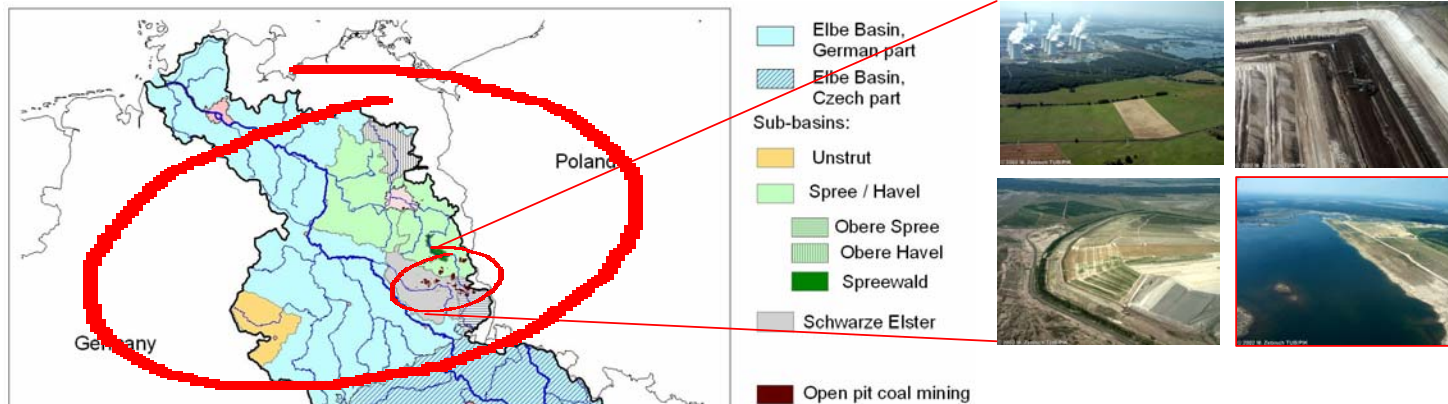 Poland
Germany
Elbe Basin,
German part
Elbe Basin,
Czech part
Sub-basins:
Unstrut
Spree / Havel
Obere Spree
Obere Havel
Spreewald
Schwarze Elster
Open pit coal mining